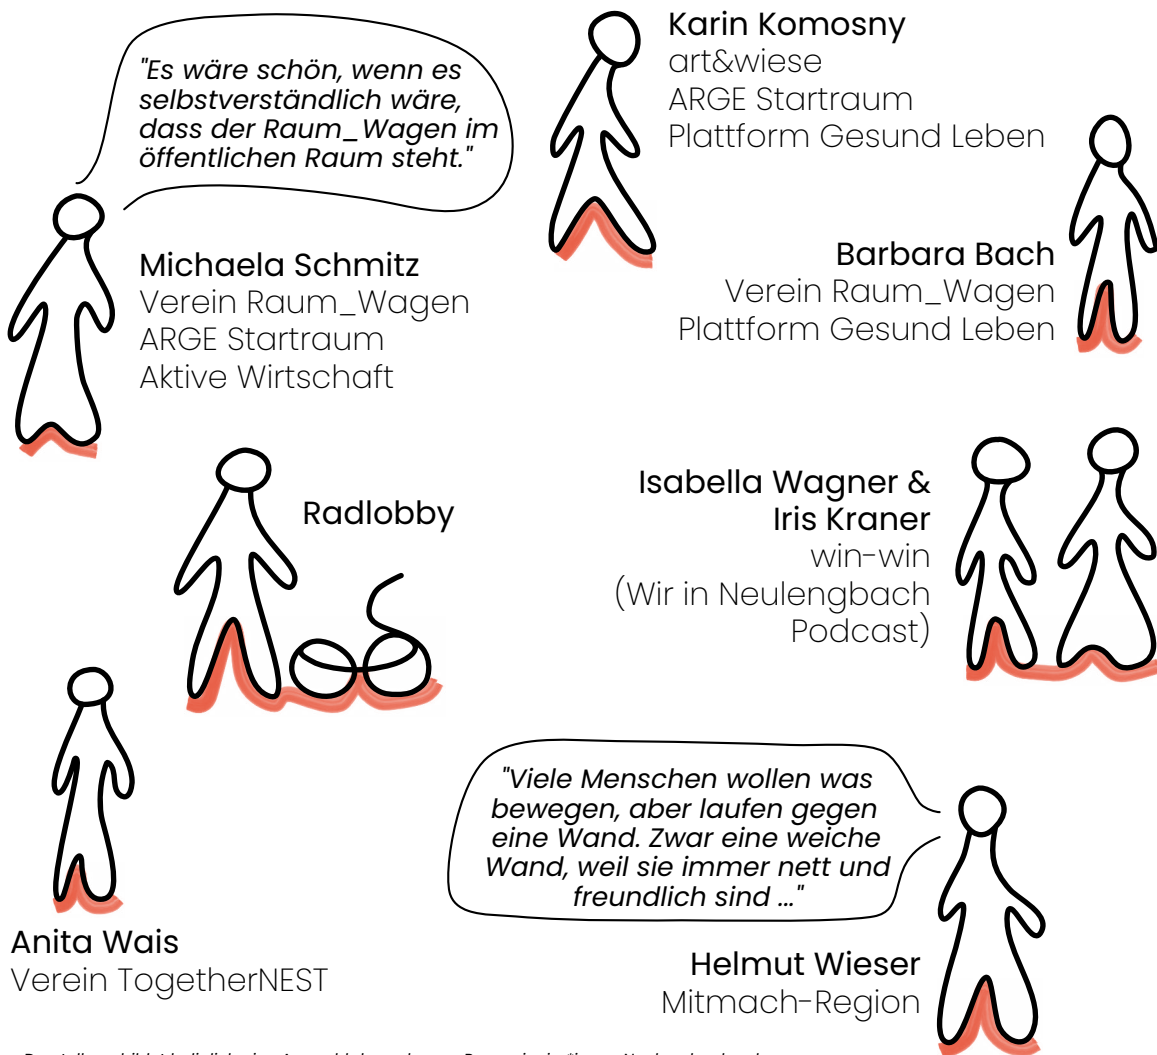 "Es wäre schön, wenn es
selbstverständlich wäre,
dass der Raum_Wagen im
öffentlichen Raum steht."
Michaela Schmitz
Verein Raum_Wagen
ARGE Startraum
Aktive Wirtschaft
Karin Komosny
art&wiese
ARGE Startraum
Plattform Gesund Leben
Barbara Bach
Verein Raum_Wagen
Plattform Gesund Leben
Radlobby
Isabella Wagner &
Iris Kraner
win-win
(Wir in Neulengbach
Podcast)
Anita Wais
Verein TogetherNEST
"Viele Menschen wollen was
bewegen, aber laufen gegen
eine Wand. Zwar eine weiche
Wand, weil sie immer nett und
freundlich sind ..."
Helmut Wieser
Mitmach-Region